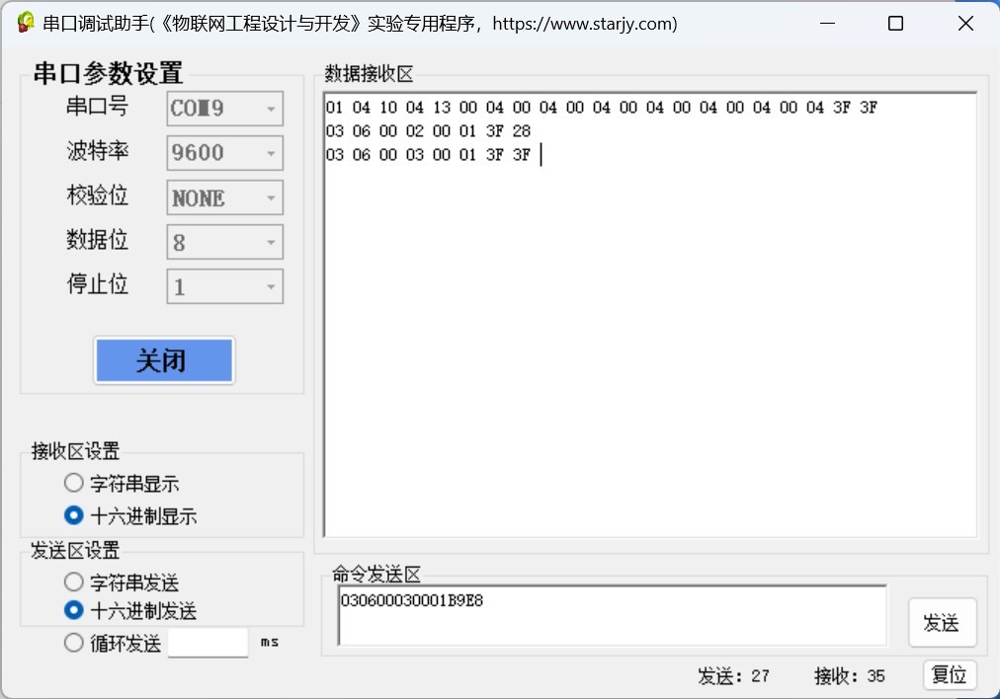 串口调试助手(《物联网工程设计与开发》实验专用程序，https://www.starjy.com)
串口参数设置
串口号 COM9
波特率 9600
校验位 NONE
数据位 8
停止位 1
关闭
接收区设置
字符串显示
十六进制显示
发送区设置
字符串发送
十六进制发送
循环发送 ms
数据接收区
01 04 10 04 13 00 04 00 04 00 04 00 04 00 04 00 04 00 04 3F 3F
03 06 00 02 00 01 3F 28
03 06 00 03 00 01 3F 3F
命令发送区
030600030001B9E8
发送
发送：27 接收：35 复位